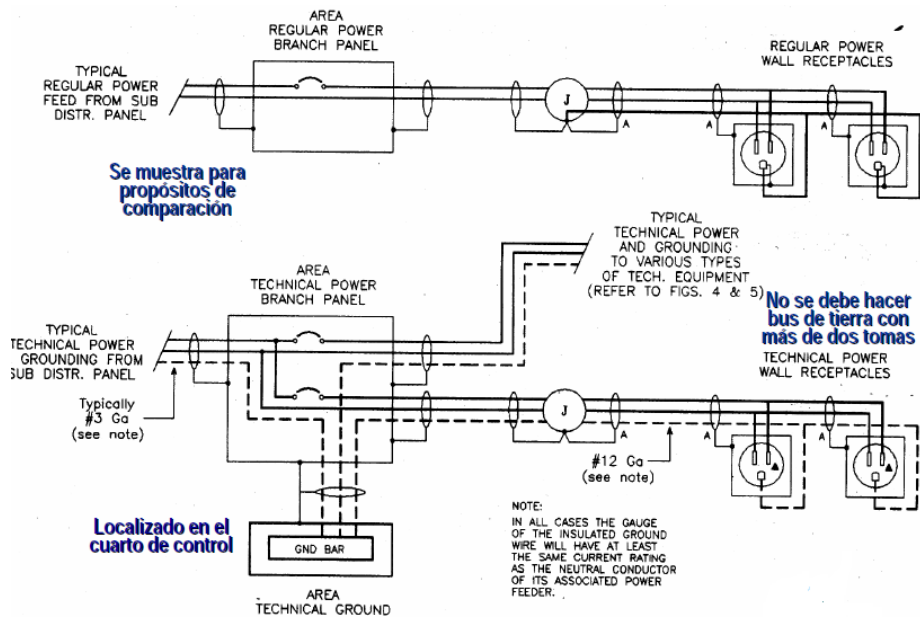 AREA
REGULAR POWER
BRANCH PANEL
REGULAR POWER
WALL RECEPTACLES
TYPICAL
REGULAR POWER
FEED FROM SUB
DISTR. PANEL
J
A
A
A
Se muestra para
propósitos de
comparación
TYPICAL
TECHNICAL POWER
AND GROUNDING
TO VARIOUS TYPES
OF TECH. EQUIPMENT
(REFER TO FIGS. 4 & 5)
AREA
TECHNICAL POWER
BRANCH PANEL
No se debe hacer
bus de tierra con
más de dos tomas
TECHNICAL POWER
WALL RECEPTACLES
TYPICAL
TECHNICAL POWER
GROUNDING FROM
SUB DISTR. PANEL
Typically
#3 Ga
(see note)
J
A
A
A
#12 Ga
(see note)
Localizado en el
cuarto de control
GND BAR
AREA
TECHNICAL GROUND
NOTE:
IN ALL CASES THE GAUGE
OF THE INSULATED GROUND
WIRE WILL HAVE AT LEAST
THE SAME CURRENT RATING
AS THE NEUTRAL CONDUCTOR
OF ITS ASSOCIATED POWER
FEEDER.